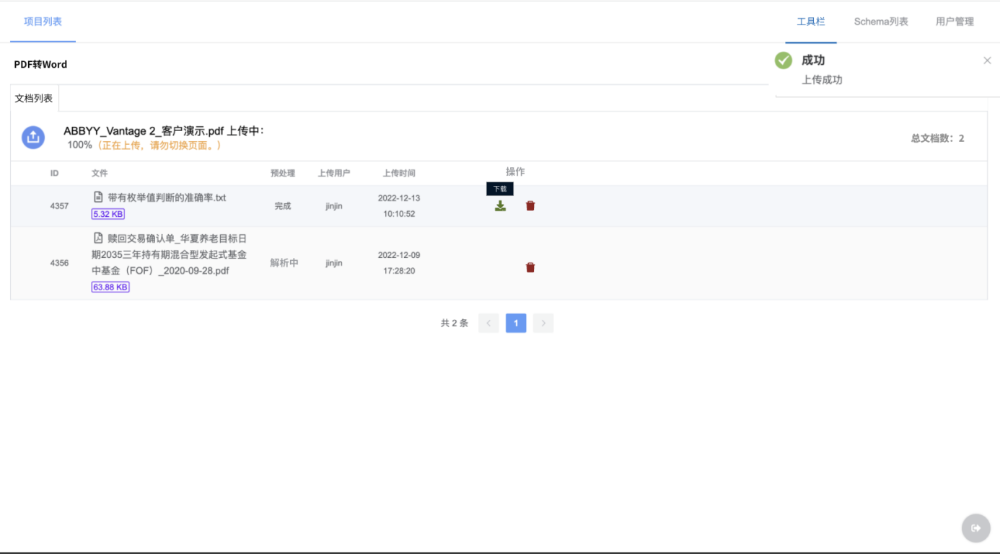 项目列表
工具栏
Schema列表
用户管理
PDF转Word
成功
上传成功
文档列表
ABBYY_Vantage 2_客户演示.pdf 上传中：
100%（正在上传，请勿切换页面。）
总文档数：2
ID 文件 预处理 上传用户 上传时间 操作
下载
带有枚举值判断的准确率.txt
5.32 KB
4357
完成
jinjin
2022-12-13
10:10:52
赎回交易确认单_华夏养老目标日
期2035三年持有期混合型发起式基金
中基金（FOF）_2020-09-28.pdf
63.88 KB
4356
解析中
jinjin
2022-12-09
17:28:20
共 2 条
1